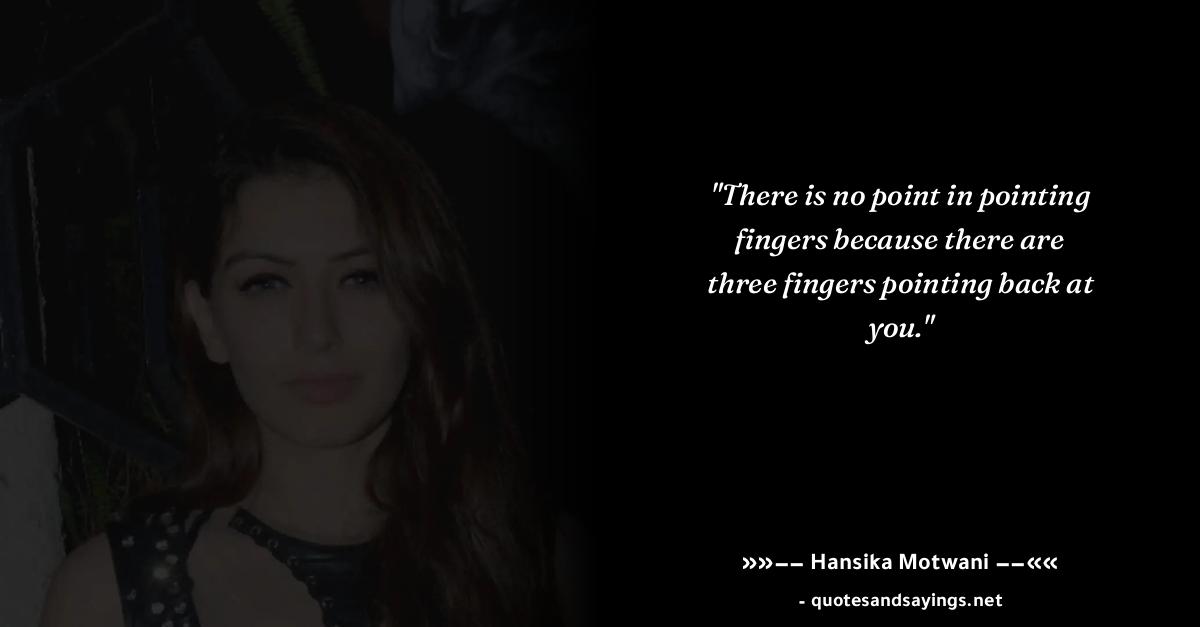 "There is no point in pointing
fingers because there are
three fingers pointing back at
you."
»»–– Hansika Motwani ––««
- quotesandsayings.net